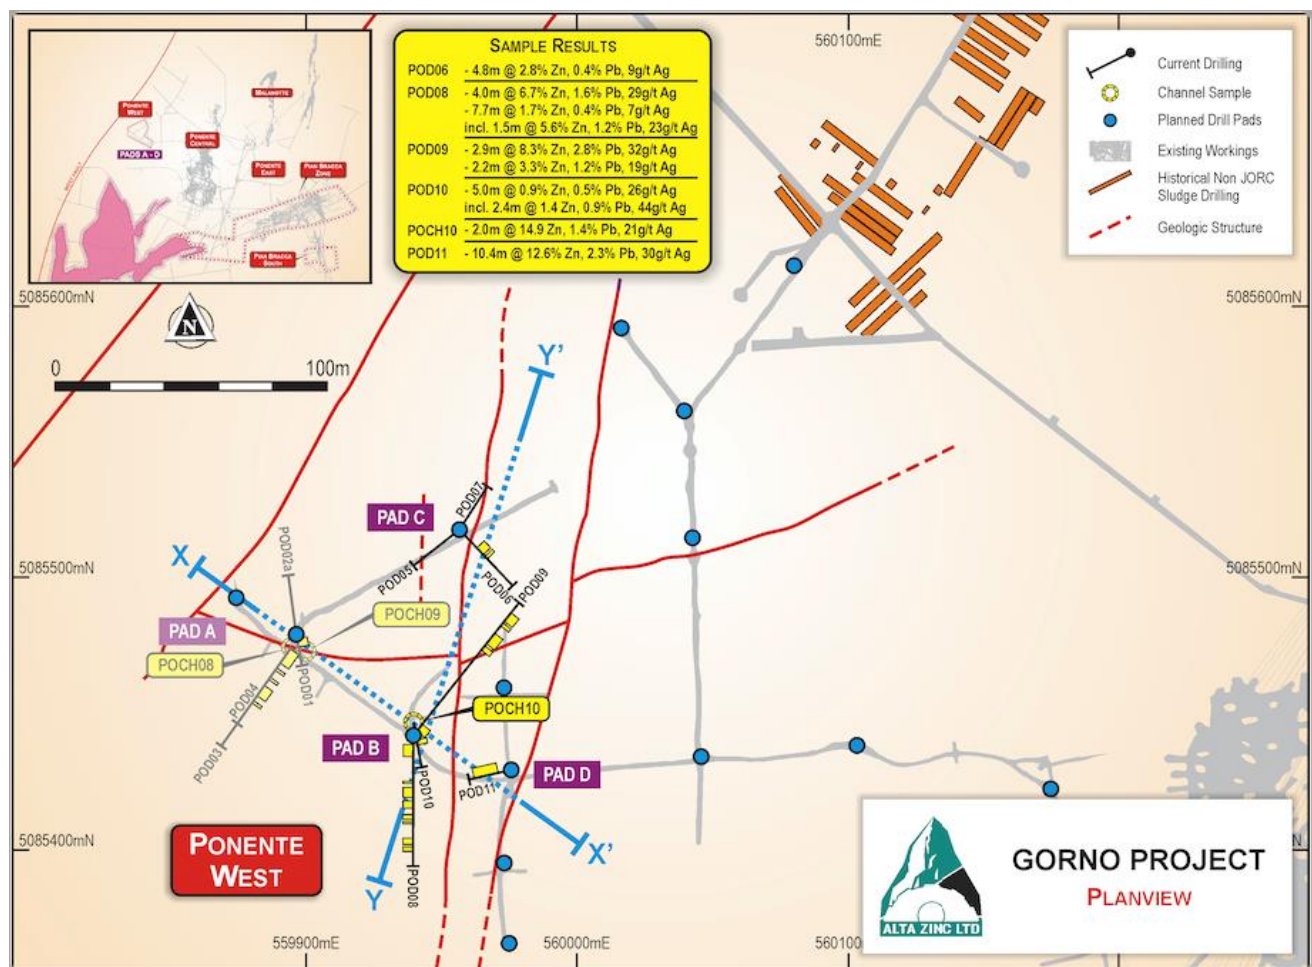 SAMPLE RESULTS
POD06 - 4.8m @ 2.8% Zn, 0.4% Pb, 9g/t Ag
POD08 - 4.0m @ 6.7% Zn, 1.6% Pb, 29g/t Ag
- 7.7m @ 1.7% Zn, 0.4% Pb, 7g/t Ag
incl. 1.5m @ 5.6% Zn, 1.2% Pb, 23g/t Ag
POD09 - 2.9m @ 8.3% Zn, 2.8% Pb, 32g/t Ag
- 2.2m @ 3.3% Zn, 1.2% Pb, 19g/t Ag
POD10 - 5.0m @ 0.9% Zn, 0.5% Pb, 26g/t Ag
incl. 2.4m @ 1.4 Zn, 0.9% Pb, 44g/t Ag
POCH10 - 2.0m @ 14.9 Zn, 1.4% Pb, 21g/t Ag
POD11 - 10.4m @ 12.6% Zn, 2.3% Pb, 30g/t Ag
560100mE
Current Drilling
Channel Sample
Planned Drill Pads
Existing Workings
Historical Non JORC
Sludge Drilling
Geologic Structure
MALANOTTE
PONENTE
WEST
PADS A - D
PONENTE
CENTRAL
PONENTE
EAST
PIAN BRACCA
ZONE
PIAN BRACCA
SOUTH
5085600mN
5085600mN
N
0
100m
Y'
POD07
PAD C
POD02a
X
POD05
POD06
POD09
5085500mN
5085500mN
POCH09
PAD A
POCH08
POD01
POD04
POD03
POCH10
PAD B
POD10
POD11
PAD D
X'
Y
POD08
PONENTE
WEST
5085400mN
559900mE
560000mE
560100m
N
GORNO PROJECT
PLANVIEW
ALTA ZINC LTD